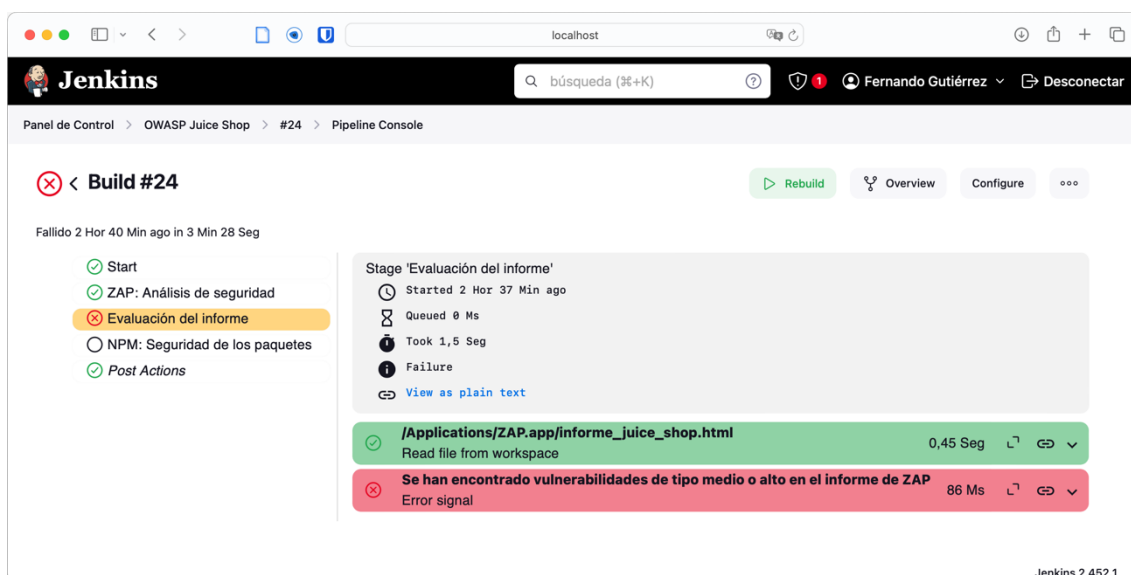 localhost
Jenkins
búsqueda (⌘+K)
1
Fernando Gutiérrez
Desconectar
Panel de Control > OWASP Juice Shop > #24 > Pipeline Console
Build #24
Rebuild
Overview
Configure
Fallido 2 Hor 40 Min ago in 3 Min 28 Seg
Start
ZAP: Análisis de seguridad
Evaluación del informe
NPM: Seguridad de los paquetes
Post Actions
Stage 'Evaluación del informe'
Started 2 Hor 37 Min ago
Queued 0 Ms
Took 1,5 Seg
Failure
View as plain text
/Applications/ZAP.app/informe_juice_shop.html
Read file from workspace
0,45 Seg
Se han encontrado vulnerabilidades de tipo medio o alto en el informe de ZAP
Error signal
86 Ms
Jenkins 2.452.1